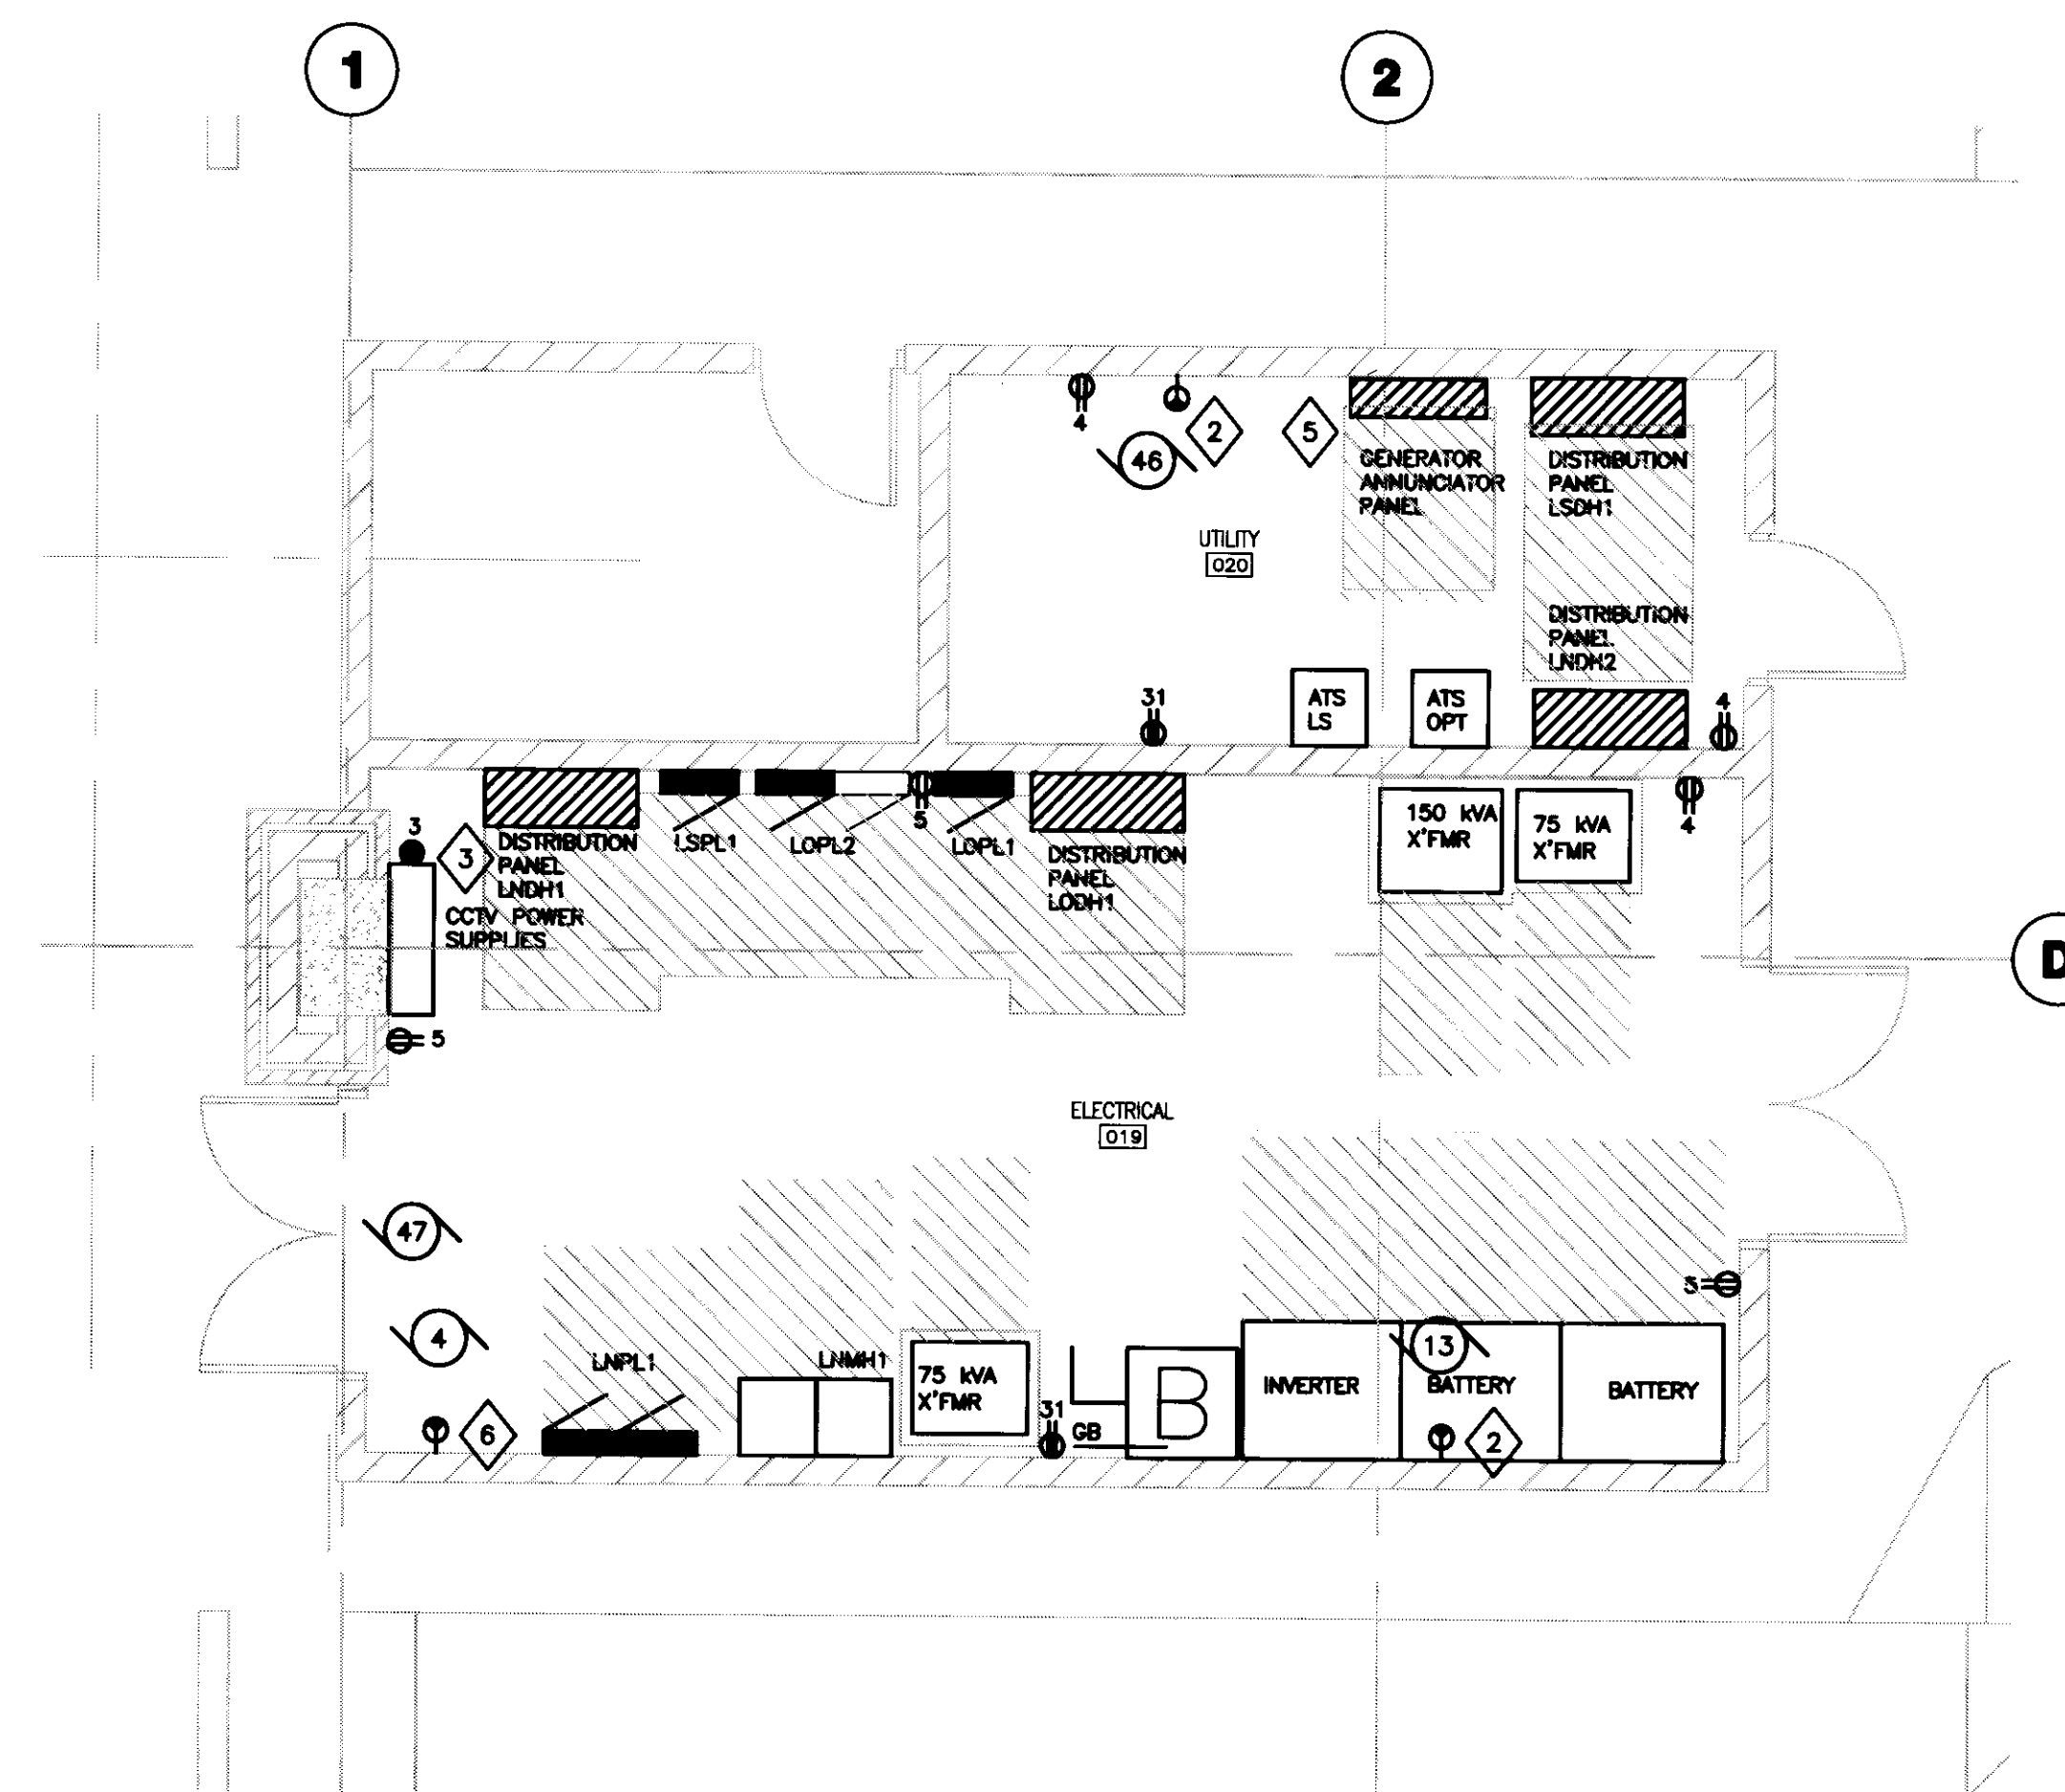 1
2
4
46
2
5
GENERATOR
ANNUNCIATOR
PANEL
DISTRIBUTION
PANEL
LSDH1
UTILITY
020
DISTRIBUTION
PANEL
LNDH2
31
ATS
LS
ATS
OPT
4
3
3
DISTRIBUTION
PANEL
LNDH1
CCTV POWER
SUPPLIES
LSPL1
LOPL2
5
LOPL1
DISTRIBUTION
PANEL
LODH1
150 kVA
X'FMR
75 kVA
X'FMR
4
D
5
ELECTRICAL
019
47
4
6
LNPL1
LNMH1
75 kVA
X'FMR
31
GB
B
INVERTER
13
BATTERY
2
BATTERY
5